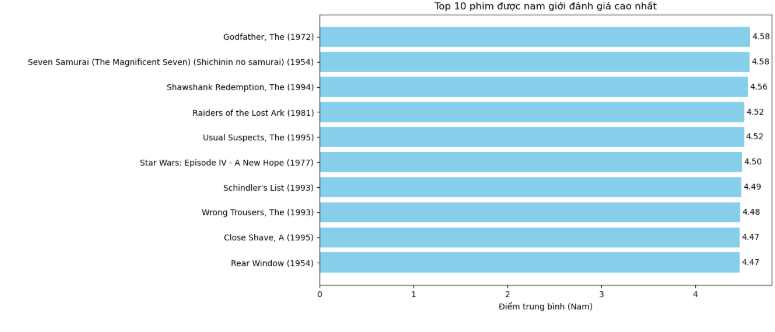 Top 10 phim được nam giới đánh giá cao nhất
Godfather, The (1972) 4.58
Seven Samurai (The Magnificent Seven) (Shichinin no samurai) (1954) 4.58
Shawshank Redemption, The (1994) 4.56
Raiders of the Lost Ark (1981) 4.52
Usual Suspects, The (1995) 4.52
Star Wars: Episode IV - A New Hope (1977) 4.50
Schindler's List (1993) 4.49
Wrong Trousers, The (1993) 4.48
Close Shave, A (1995) 4.47
Rear Window (1954) 4.47
0 1 2 3 4
Điểm trung bình (Nam)